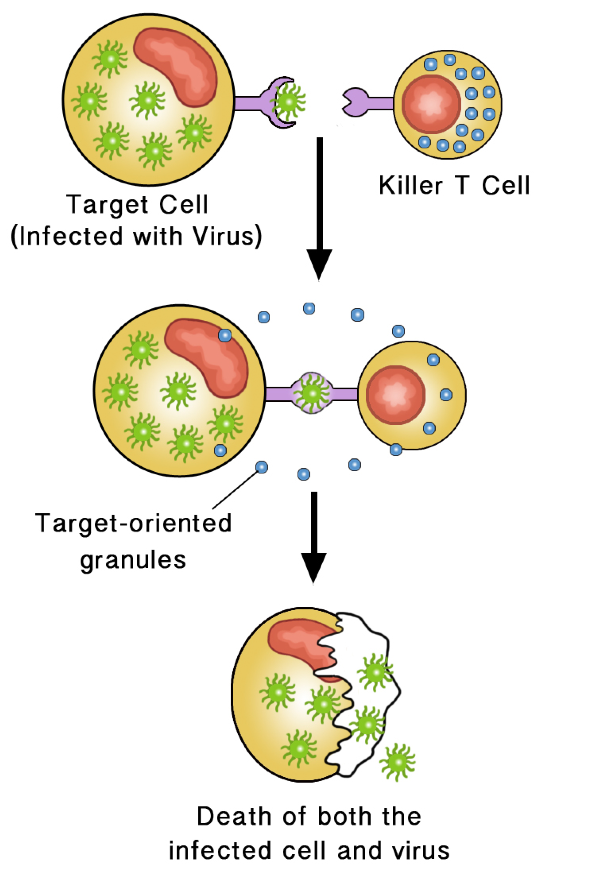 Target Cell
(Infected with Virus)
Killer T Cell
Target-oriented
granules
Death of both the
infected cell and virus